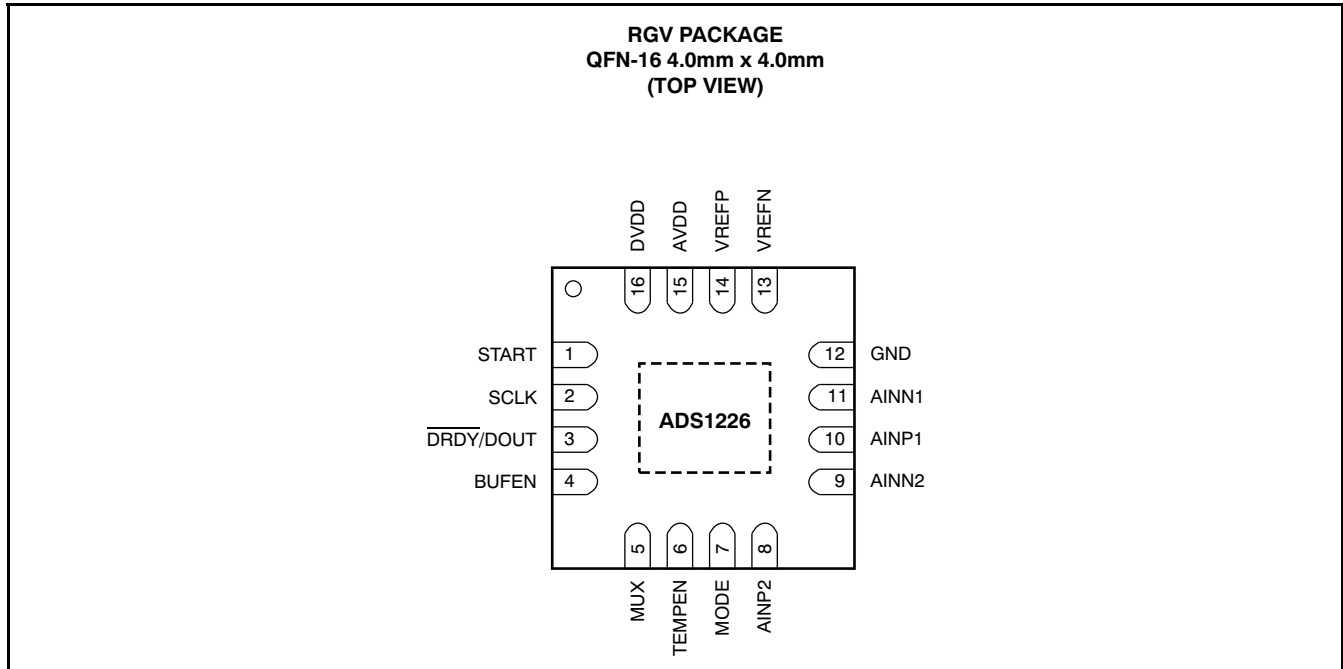 RGV PACKAGE
QFN-16 4.0mm x 4.0mm
(TOP VIEW)
DVDD
AVDD
VREFP
VREFN
16
15
14
13
START 1
SCLK 2
DRDY/DOUT 3
BUFEN 4
ADS1226
12 GND
11 AINN1
10 AINP1
9 AINN2
5
6
7
8
MUX
TEMPEN
MODE
AINP2